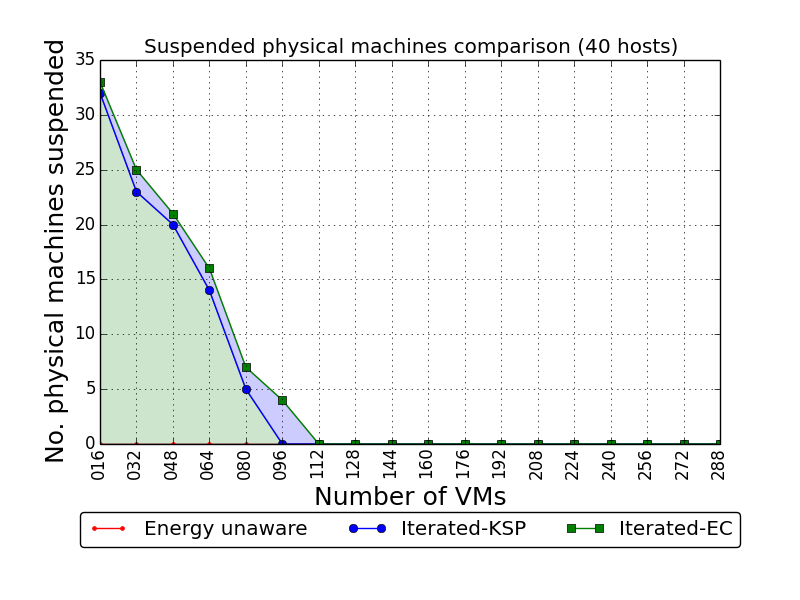 Suspended physical machines comparison (40 hosts)
No. physical machines suspended
35
30
25
20
15
10
5
0
016 032 048 064 080 096 112 128 144 160 176 192 208 224 240 256 272 288
Number of VMs
Energy unaware Iterated-KSP Iterated-EC